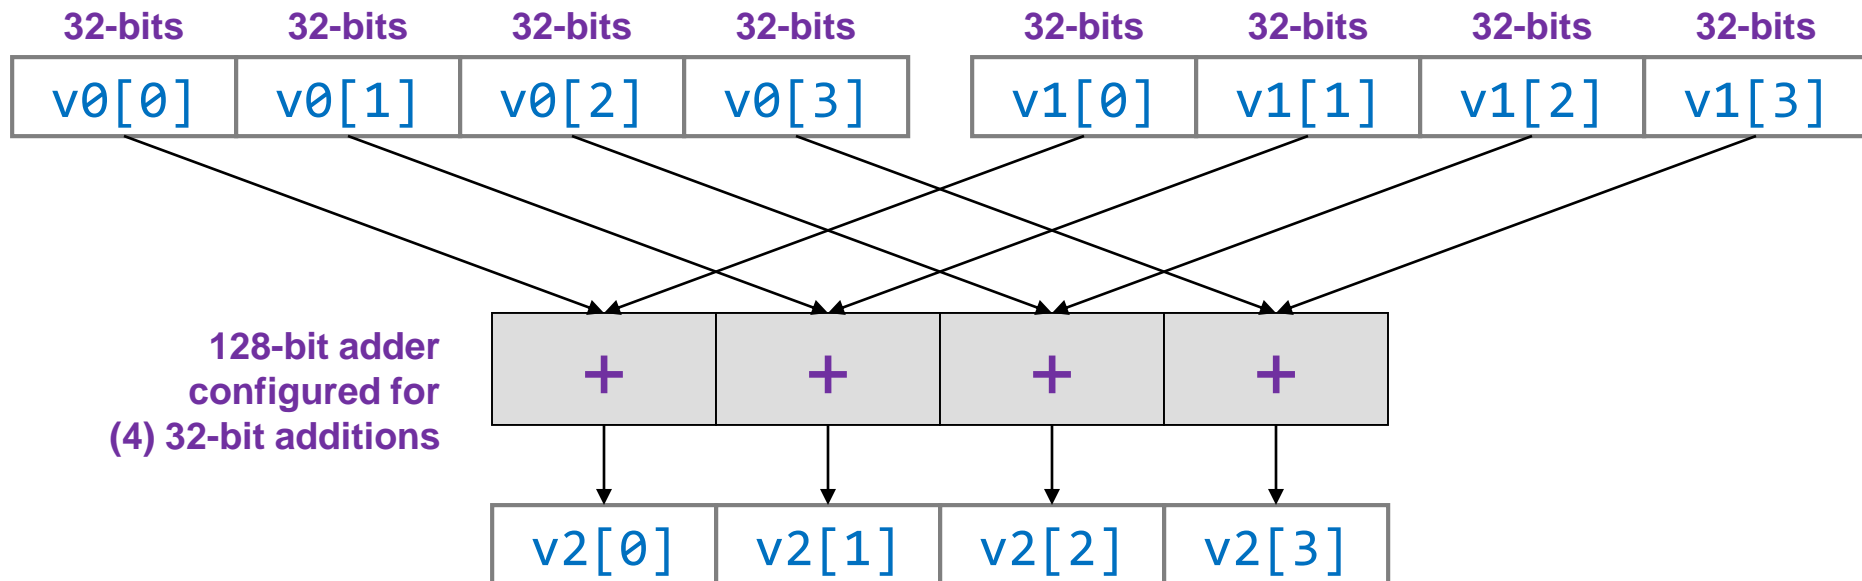 32-bits 32-bits 32-bits 32-bits 32-bits 32-bits 32-bits 32-bits
v0[0] v0[1] v0[2] v0[3] v1[0] v1[1] v1[2] v1[3]
128-bit adder
configured for
(4) 32-bit additions
+ + + +
v2[0] v2[1] v2[2] v2[3]